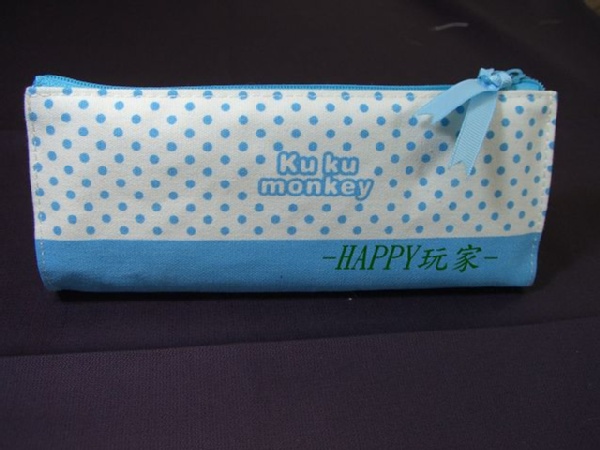 Ku ku
monkey
-HAPPY玩家-